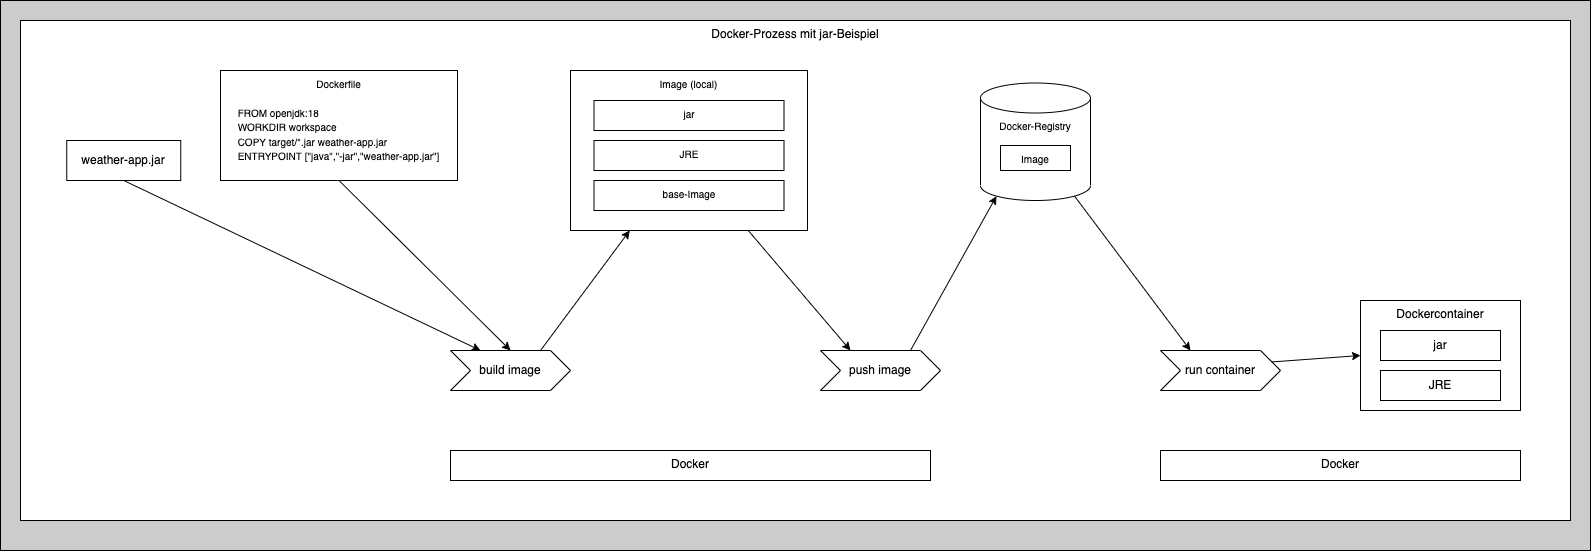 Docker-Prozess mit jar-Beispiel
weather-app.jar
Dockerfile
FROM openjdk:18
WORKDIR workspace
COPY target/*.jar weather-app.jar
ENTRYPOINT ["java","-jar","weather-app.jar"]
Image (local)
jar
JRE
base-Image
Docker-Registry
Image
build image
push image
run container
Dockercontainer
jar
JRE
Docker
Docker